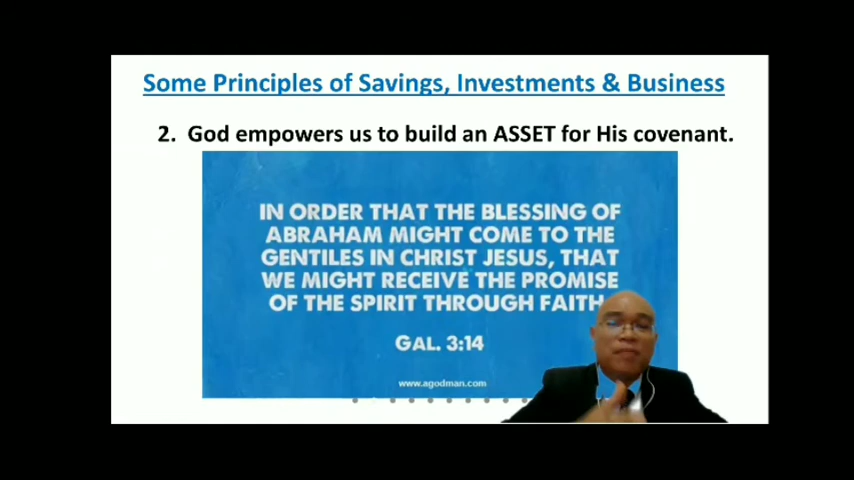 Some Principles of Savings, Investments & Business
2. God empowers us to build an ASSET for His covenant.
IN ORDER THAT THE BLESSING OF
ABRAHAM MIGHT COME TO THE
GENTILES IN CHRIST JESUS, THAT
WE MIGHT RECEIVE THE PROMISE
OF THE SPIRIT THROUGH FAITH
GAL. 3:14
www.agodman.com